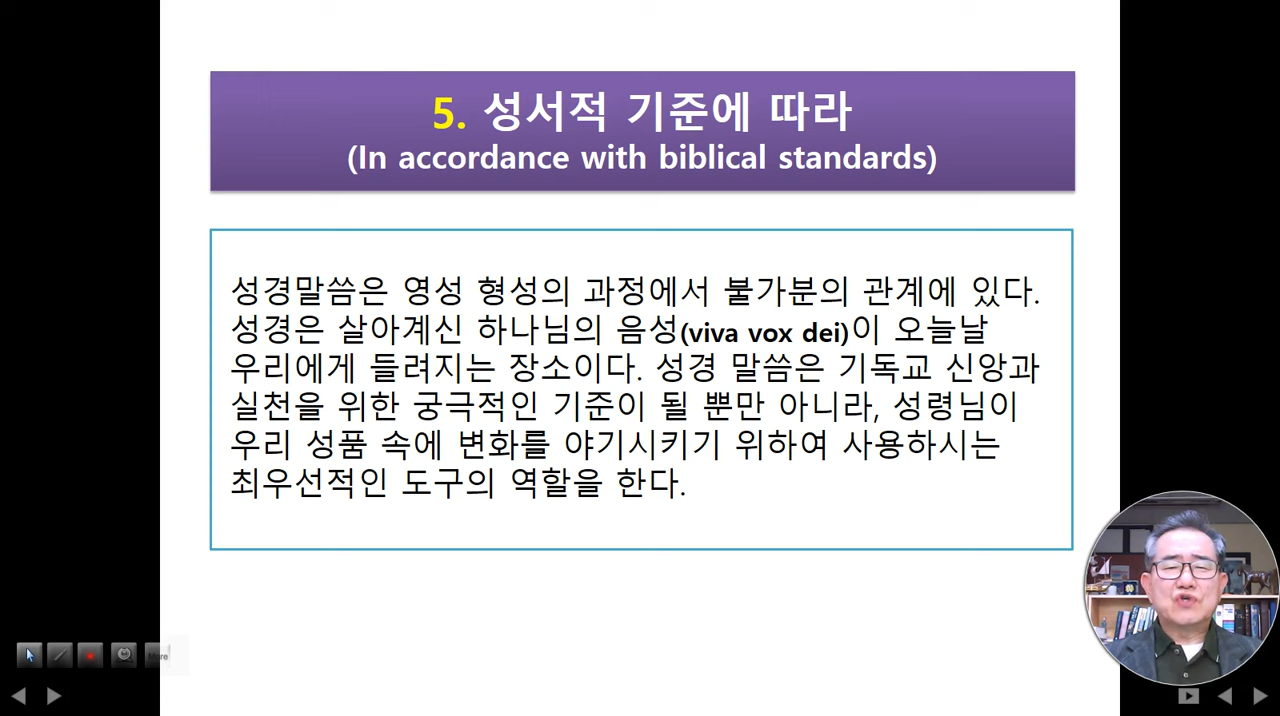 5. 성서적 기준에 따라
(In accordance with biblical standards)
성경말씀은 영성 형성의 과정에서 불가분의 관계에 있다.
성경은 살아계신 하나님의 음성(viva vox dei)이 오늘날
우리에게 들려지는 장소이다. 성경 말씀은 기독교 신앙과
실천을 위한 궁극적인 기준이 될 뿐만 아니라, 성령님이
우리 성품 속에 변화를 야기시키기 위하여 사용하시는
최우선적인 도구의 역할을 한다.
More